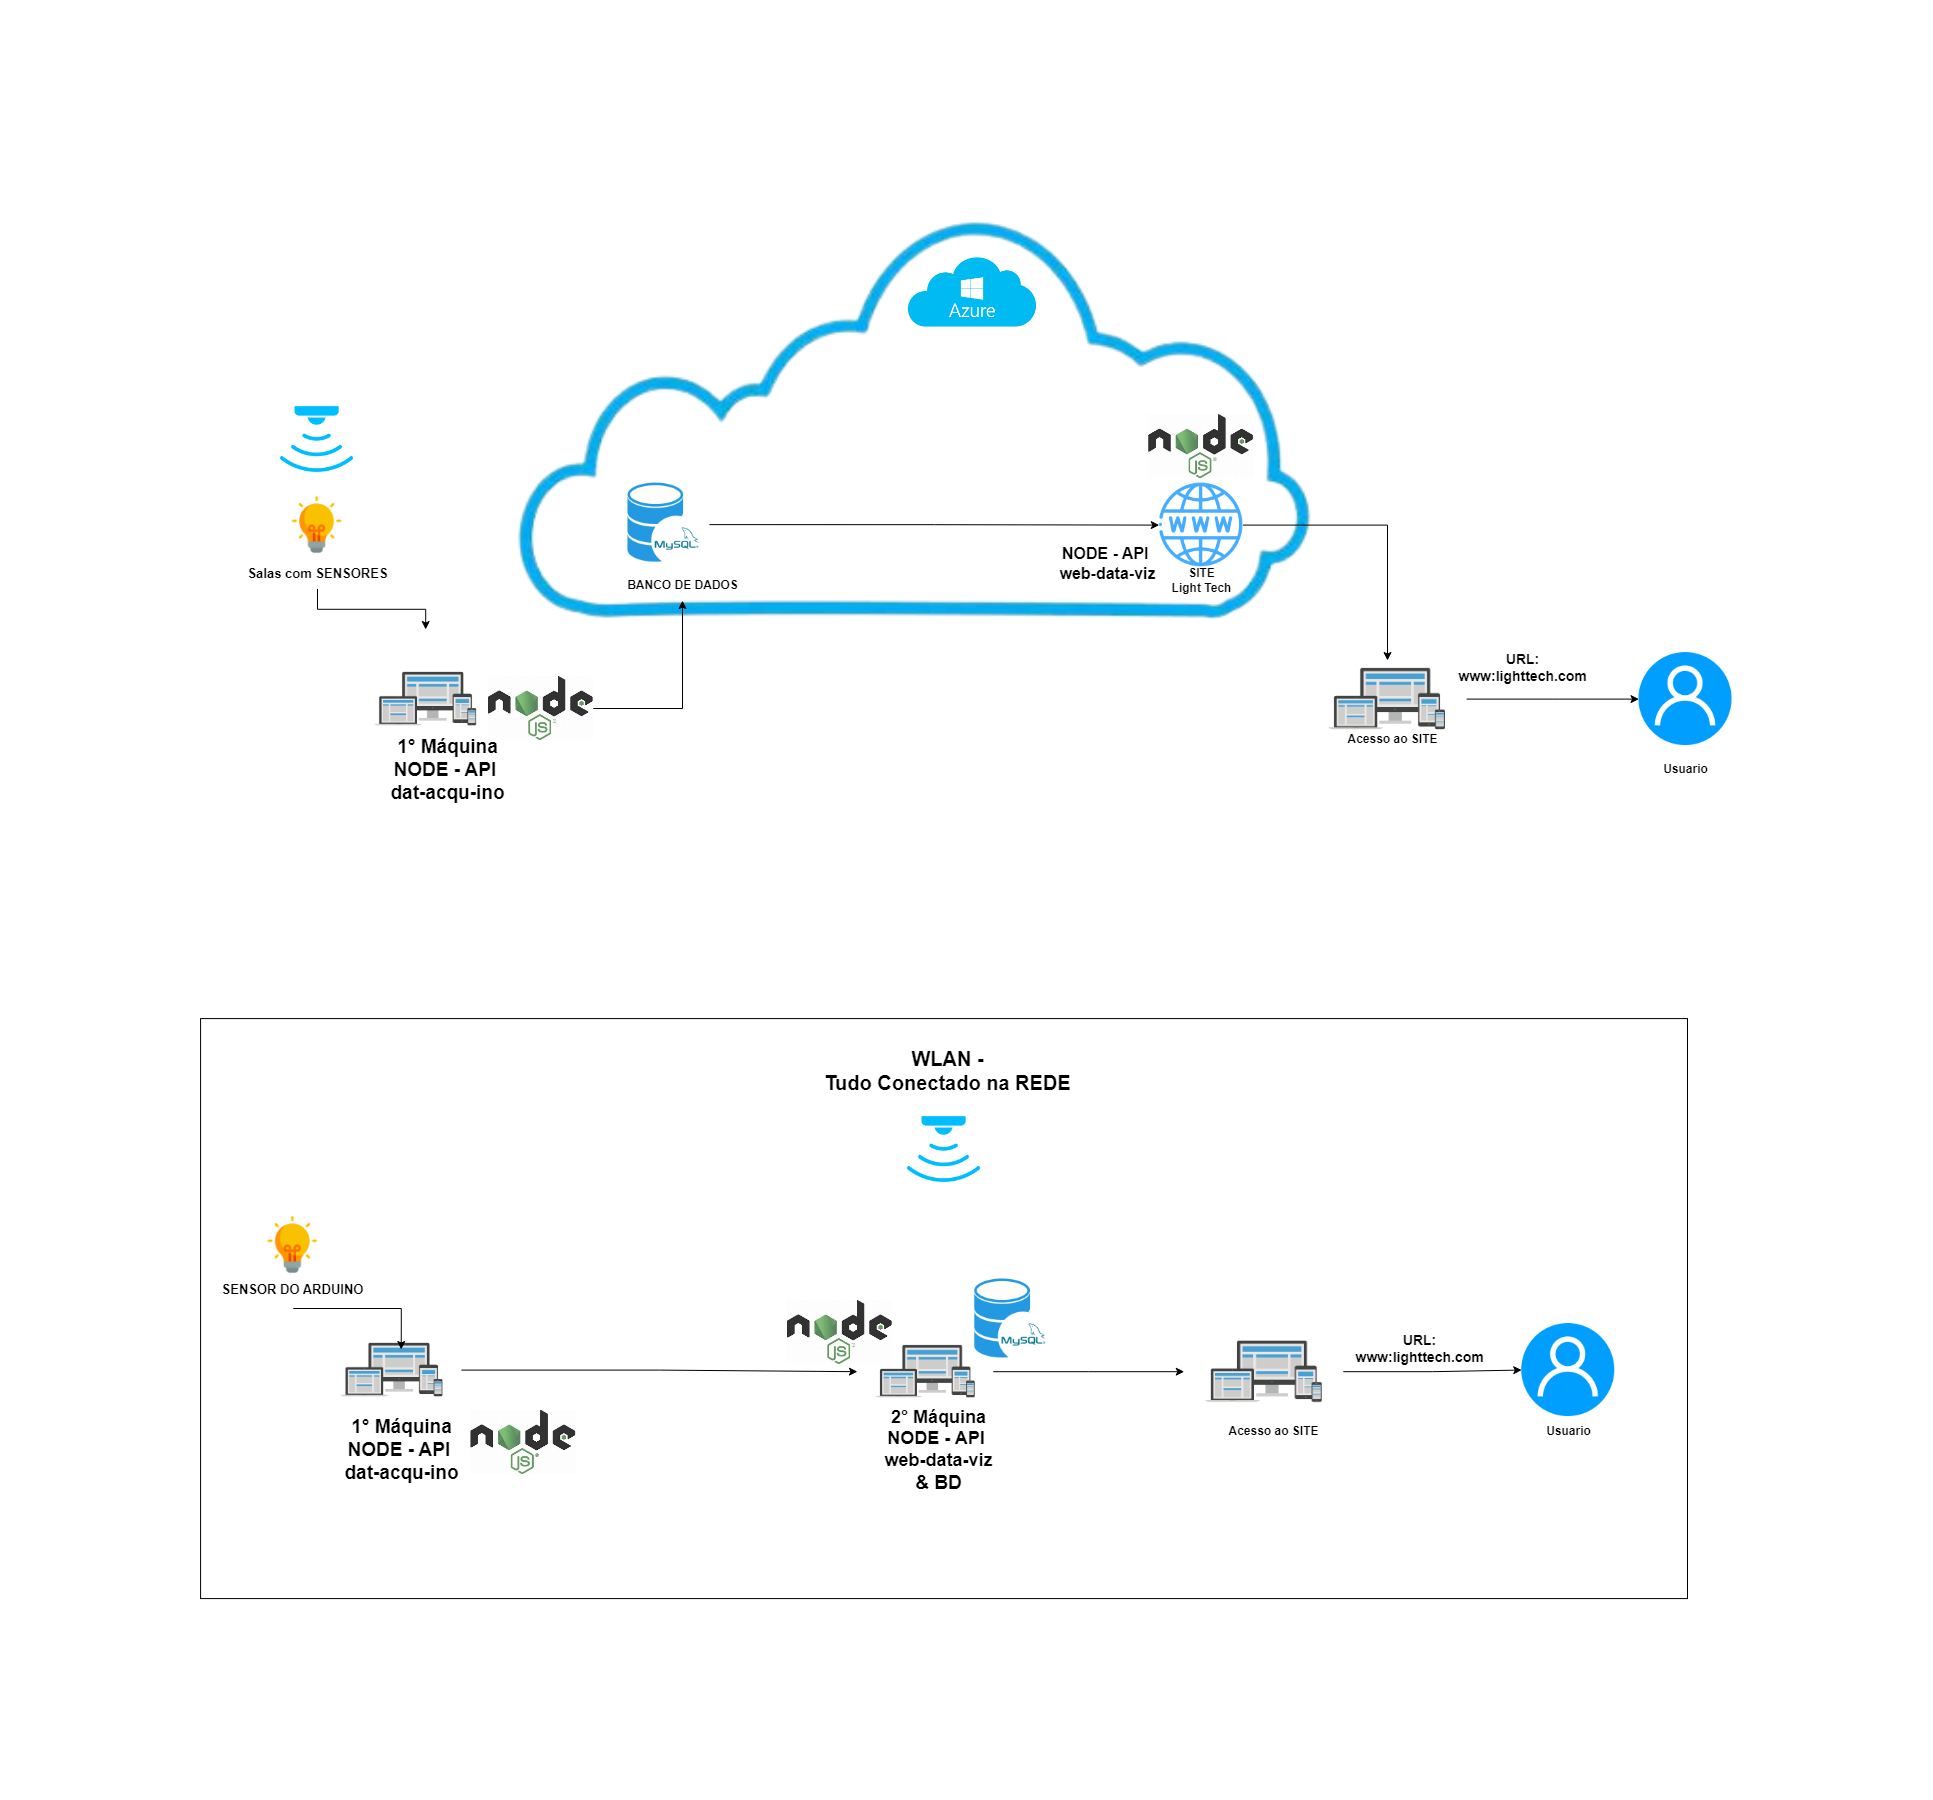 Azure
node
JS
WWW
MySQL
NODE - API
web-data-viz
SITE
Light Tech
BANCO DE DADOS
Salas com SENSORES
node
JS
1° Máquina
NODE - API
dat-acqu-ino
URL:
www:lighttech.com
Acesso ao SITE
Usuario
WLAN -
Tudo Conectado na REDE
SENSOR DO ARDUINO
node
JS
MySQL
URL:
www:lighttech.com
1° Máquina
NODE - API
dat-acqu-ino
node
JS
2° Máquina
NODE - API
web-data-viz
& BD
Acesso ao SITE
Usuario